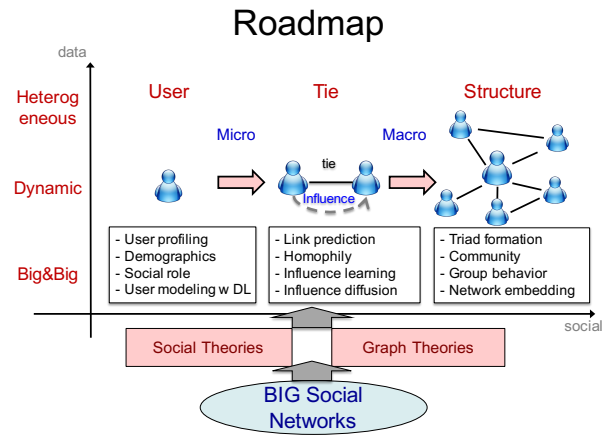 Roadmap
data
Heterog
eneous
User
Tie
Structure
Micro
Macro
tie
Dynamic
Influence
Big&Big
- User profiling
- Demographics
- Social role
- User modeling w DL
- Link prediction
- Homophily
- Influence learning
- Influence diffusion
- Triad formation
- Community
- Group behavior
- Network embedding
social
Social Theories
Graph Theories
BIG Social
Networks